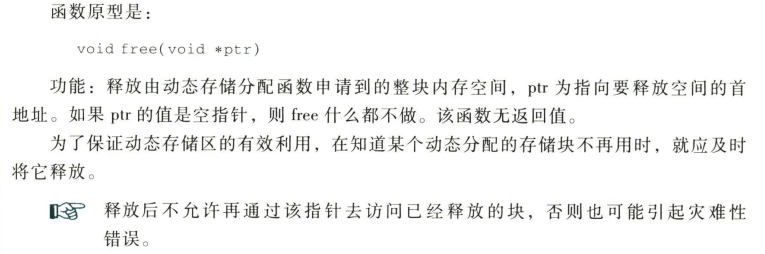 函数原型是：
void free(void *ptr)
功能：释放由动态存储分配函数申请到的整块内存空间，ptr 为指向要释放空间的首
地址。如果 ptr 的值是空指针，则 free 什么都不做。该函数无返回值。
为了保证动态存储区的有效利用，在知道某个动态分配的存储块不再用时，就应及时
将它释放。
释放后不允许再通过该指针去访问已经释放的块，否则也可能引起灾难性
错误。